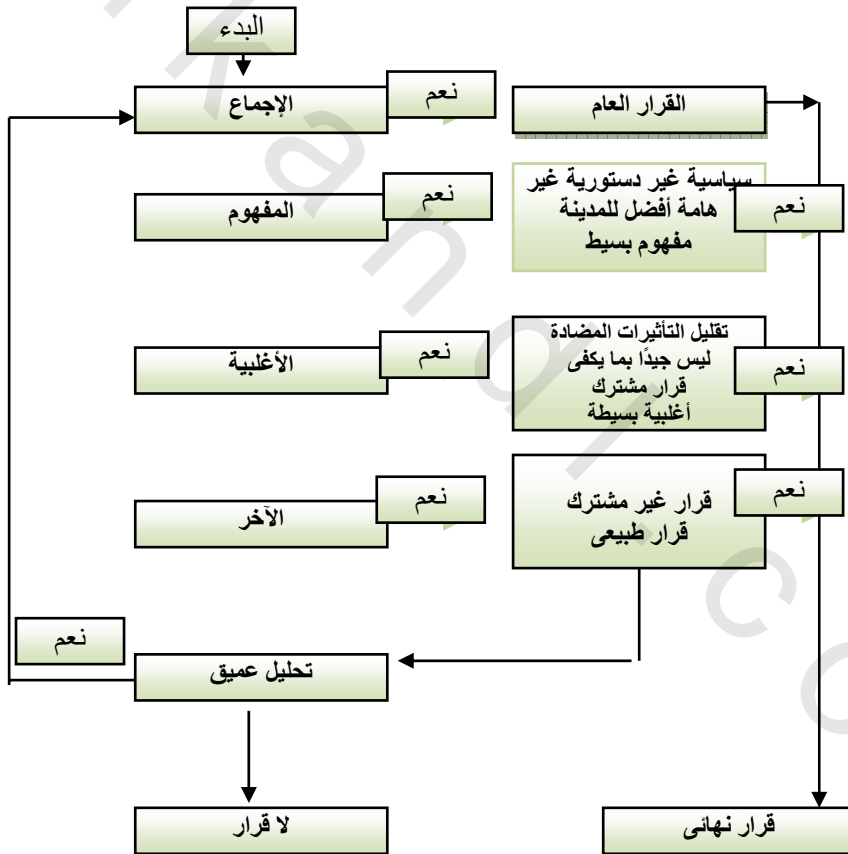 البدء
الإجماع
نعم
القرار العام
المفهوم
نعم
سياسية غير دستورية غير
هامة أفضل للمدينة
مفهوم بسيط
نعم
الأغلبية
نعم
تقليل التأثيرات المضادة
ليس جيدًا بما يكفى
قرار مشترك
أغلبية بسيطة
نعم
الآخر
نعم
قرار غير مشترك
قرار طبيعى
نعم
نعم
تحليل عميق
لا قرار
قرار نهائى